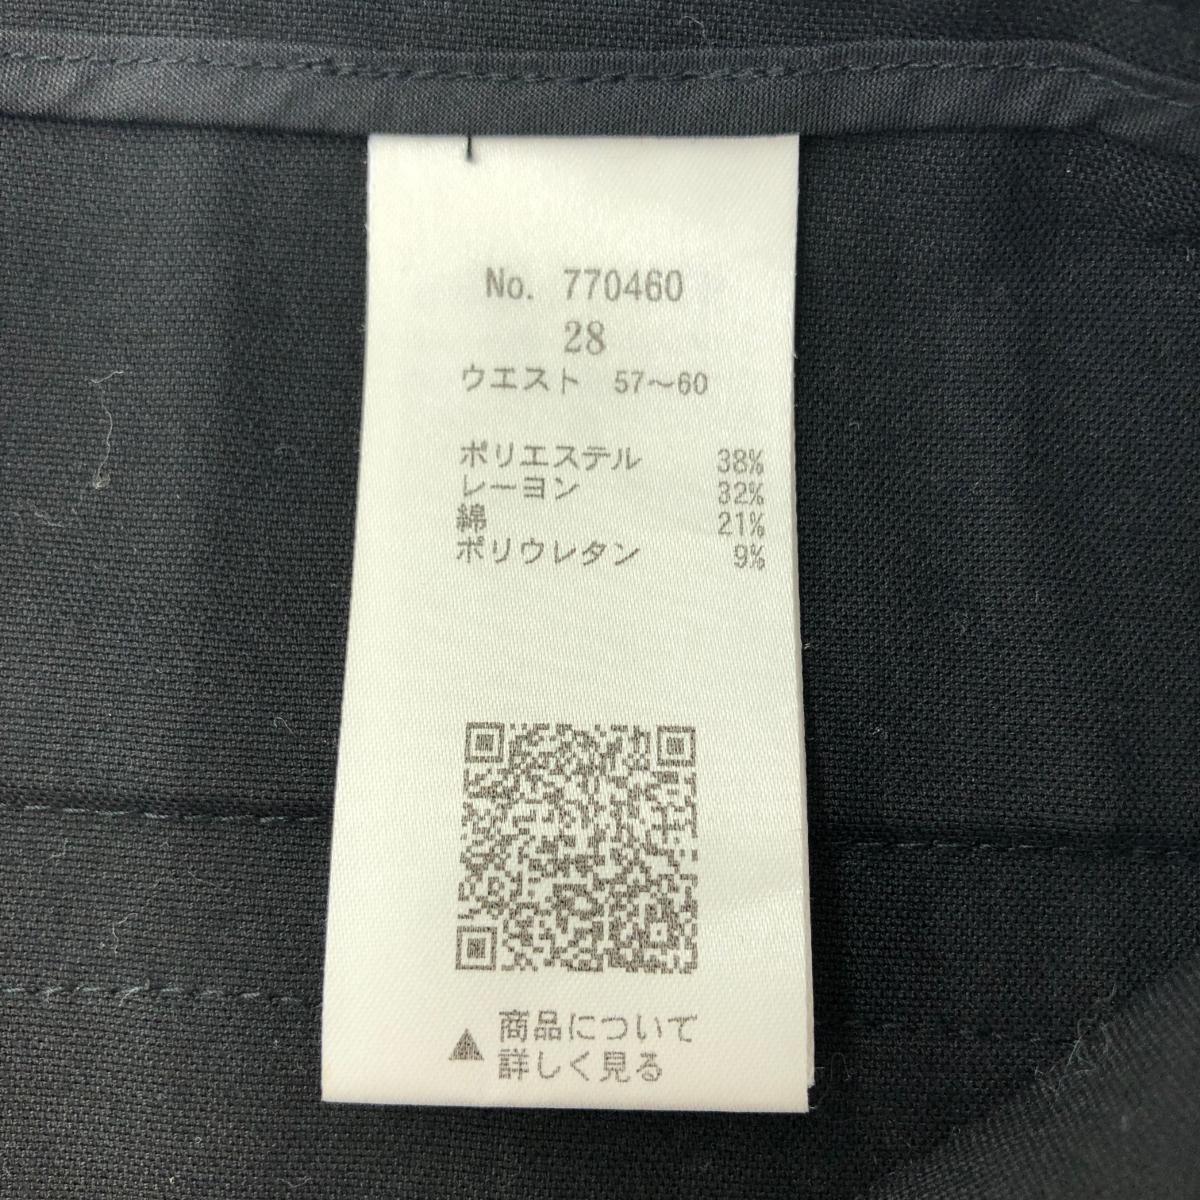 No. 770460
28
ウエスト 57〜60
ポリエステル 38%
レーヨン 32%
綿 21%
ポリウレタン 9%
▲ 商品について
詳しく見る